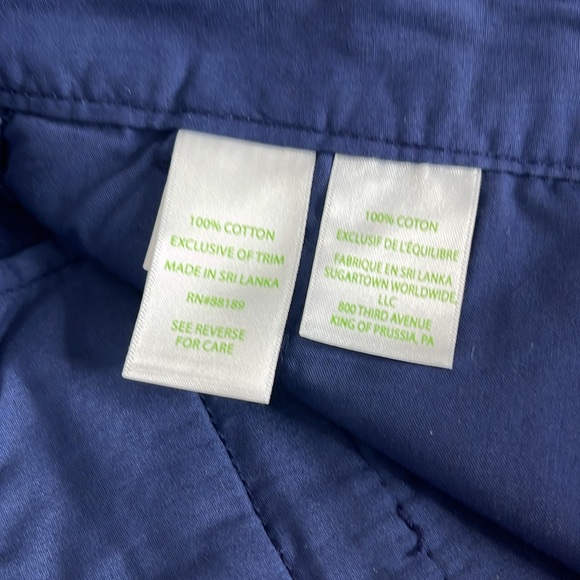 100% COTTON
EXCLUSIVE OF TRIM
MADE IN SRI LANKA
RN#88189
SEE REVERSE
FOR CARE
100% COTON
EXCLUSIF DE L'ÉQUILIBRE
FABRIQUE EN SRI LANKA
SUGARTOWN WORLDWIDE,
LLC
800 THIRD AVENUE
KING OF PRUSSIA, PA